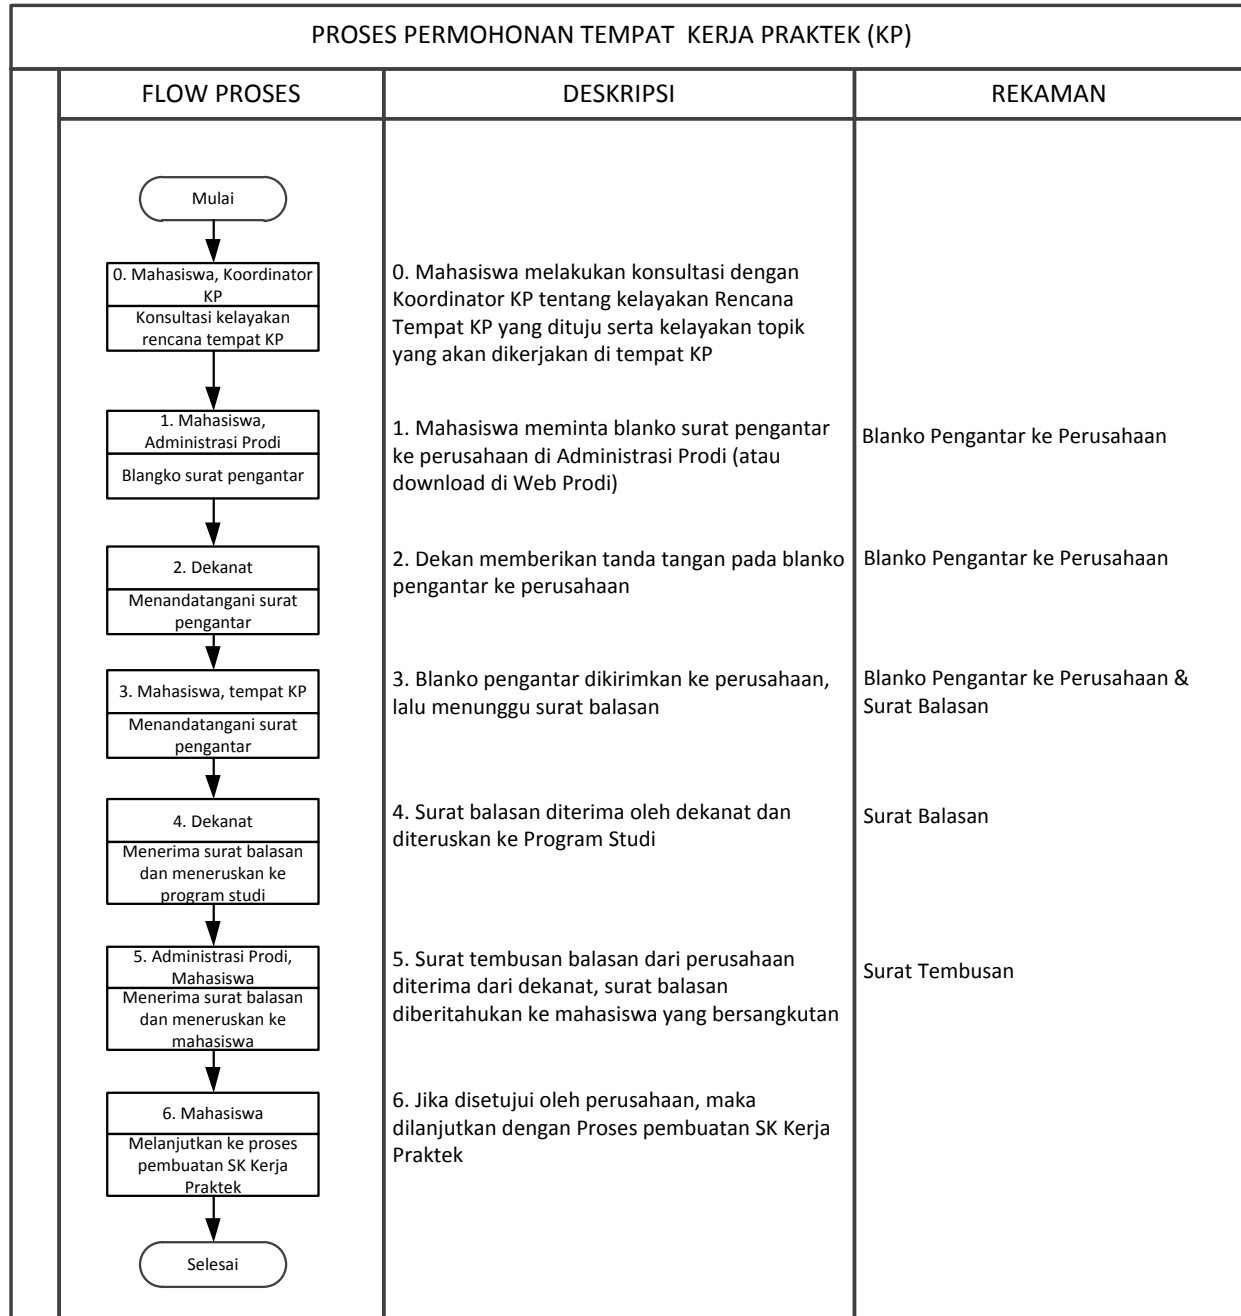 PROSES PERMOHONAN TEMPAT KERJA PRAKTEK (KP)
FLOW PROSES
DESKRIPSI
REKAMAN
Mulai
0. Mahasiswa, Koordinator
KP
Konsultasi kelayakan
rencana tempat KP
0. Mahasiswa melakukan konsultasi dengan
Koordinator KP tentang kelayakan Rencana
Tempat KP yang dituju serta kelayakan topik
yang akan dikerjakan di tempat KP
1. Mahasiswa,
Administrasi Prodi
Blangko surat pengantar
1. Mahasiswa meminta blanko surat pengantar
ke perusahaan di Administrasi Prodi (atau
download di Web Prodi)
Blanko Pengantar ke Perusahaan
2. Dekanat
Menandatangani surat
pengantar
2. Dekan memberikan tanda tangan pada blanko
pengantar ke perusahaan
Blanko Pengantar ke Perusahaan
3. Mahasiswa, tempat KP
Menandatangani surat
pengantar
3. Blanko pengantar dikirimkan ke perusahaan,
lalu menunggu surat balasan
Blanko Pengantar ke Perusahaan &
Surat Balasan
4. Dekanat
Menerima surat balasan
dan meneruskan ke
program studi
4. Surat balasan diterima oleh dekanat dan
diteruskan ke Program Studi
Surat Balasan
5. Administrasi Prodi,
Mahasiswa
Menerima surat balasan
dan meneruskan ke
mahasiswa
5. Surat tembusan balasan dari perusahaan
diterima dari dekanat, surat balasan
diberitahukan ke mahasiswa yang bersangkutan
Surat Tembusan
6. Mahasiswa
Melanjutkan ke proses
pembuatan SK Kerja
Praktek
6. Jika disetujui oleh perusahaan, maka
dilanjutkan dengan Proses pembuatan SK Kerja
Praktek
Selesai